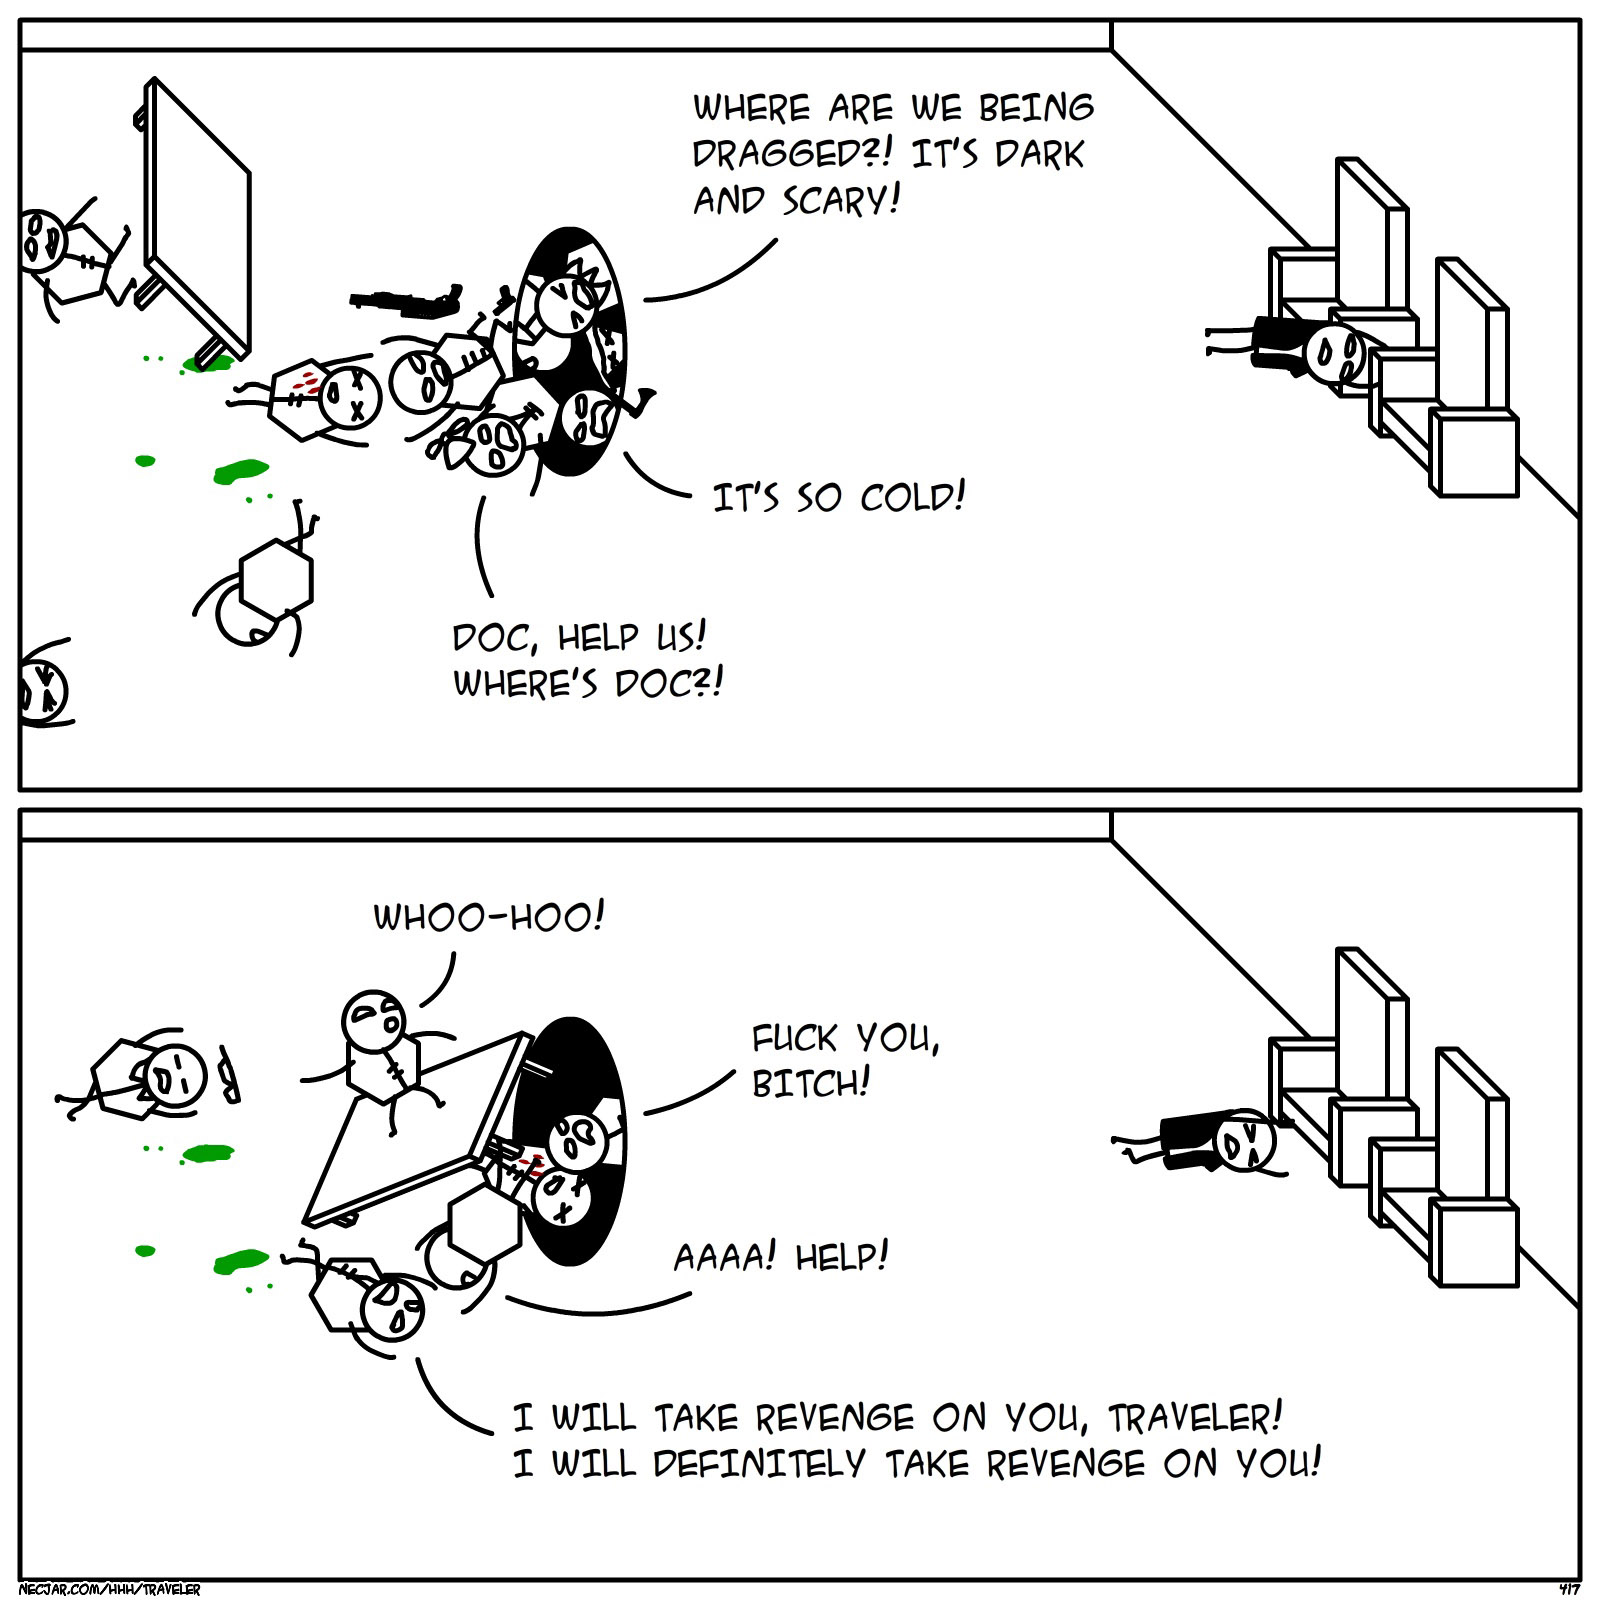 WHERE ARE WE BEING
DRAGGED?! IT'S DARK
AND SCARY!
IT'S SO COLD!
DOC, HELP US!
WHERE'S DOC?!
WHOO-HOO!
FUCK YOU,
BITCH!
AAAA! HELP!
I WILL TAKE REVENGE ON YOU, TRAVELER!
I WILL DEFINITELY TAKE REVENGE ON YOU!
NECJAR.COM/HHH/TRAVELER
417